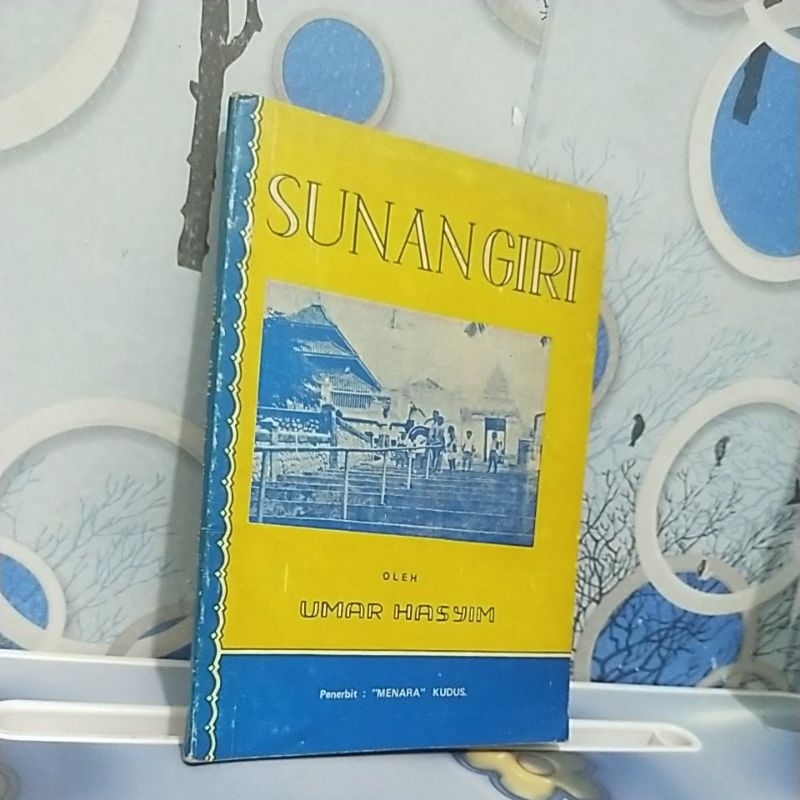 SUNAN GIRI
OLEH
UMAR HASYIM
Penerbit : "MENARA" KUDUS.